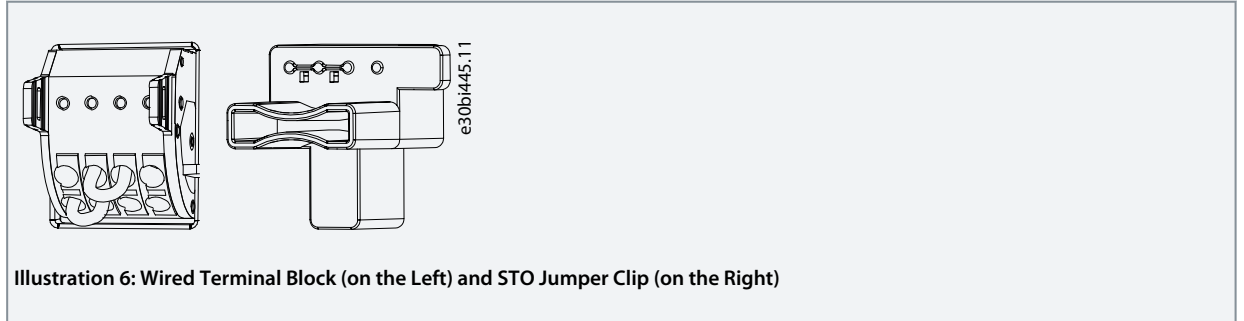 e30bi445.11
Illustration 6: Wired Terminal Block (on the Left) and STO Jumper Clip (on the Right)